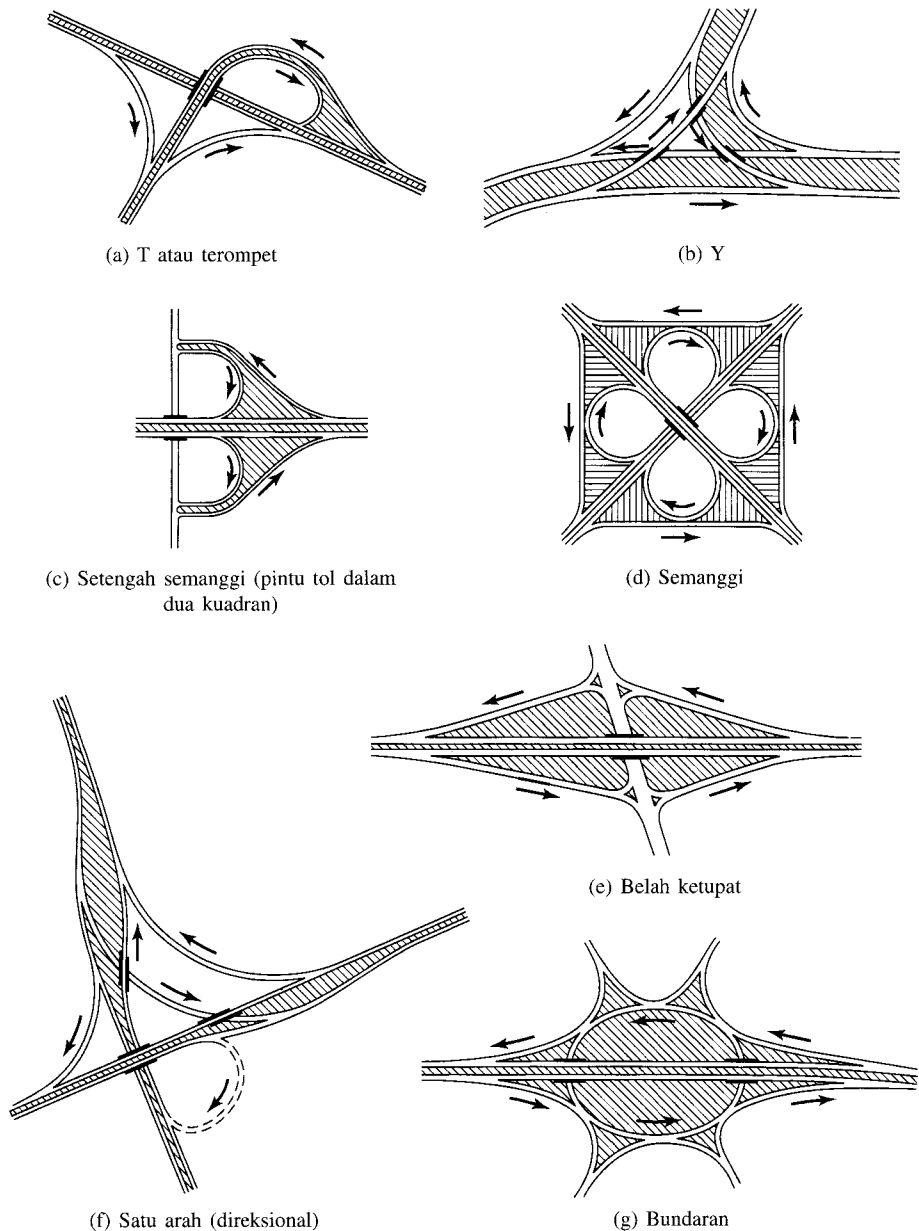 (a) T atau terompet
(b) Y
(c) Setengah semanggi (pintu tol dalam
dua kuadran)
(d) Semanggi
(e) Belah ketupat
(f) Satu arah (direksional)
(g) Bundaran